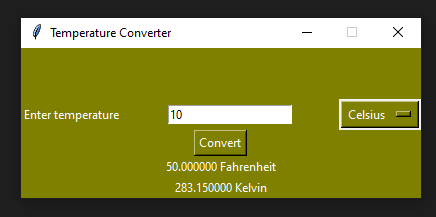 Temperature Converter
Enter temperature 10 Celsius
Convert
50.000000 Fahrenheit
283.150000 Kelvin